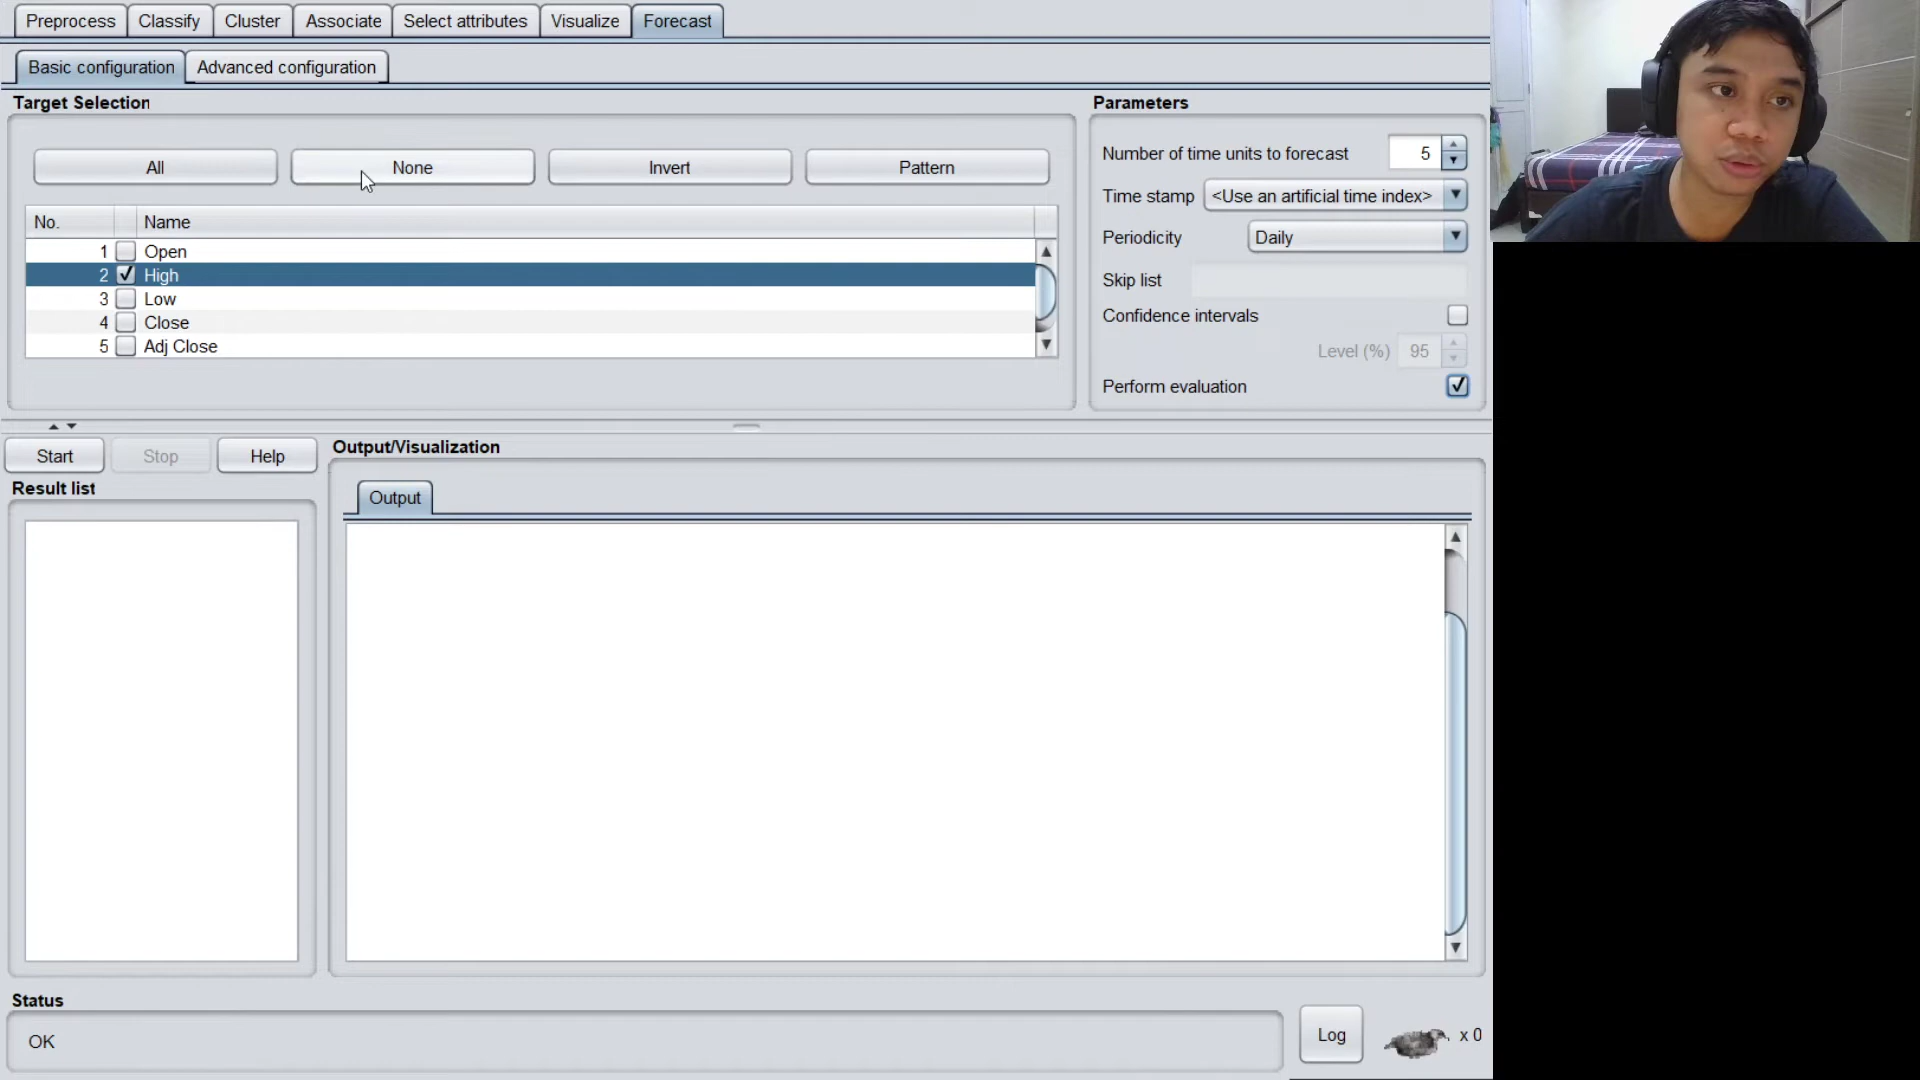 Preprocess Classify Cluster Associate Select attributes Visualize Forecast
Basic configuration Advanced configuration
Target Selection
All None Invert Pattern
No. Name
1 Open
2 High
3 Low
4 Close
5 Adj Close
Parameters
Number of time units to forecast 5
Time stamp <Use an artificial time index>
Periodicity Daily
Skip list
Confidence intervals
Level (%) 95
Perform evaluation
Start Stop Help
Result list
Output/Visualization
Output
Status
OK
Log x 0